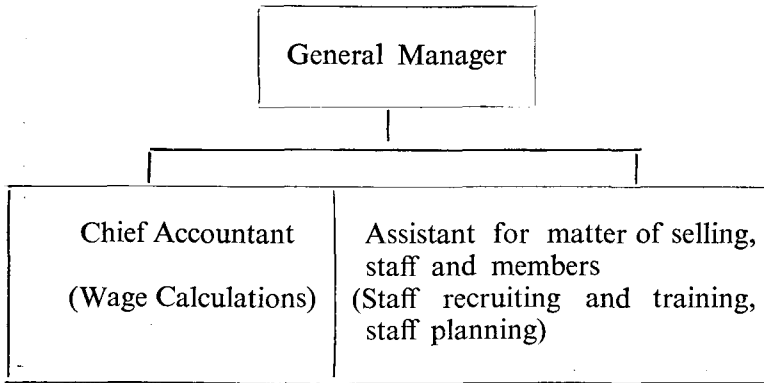 General Manager
Chief Accountant
(Wage Calculations)
Assistant for matter of selling,
staff and members
(Staff recruiting and training,
staff planning)